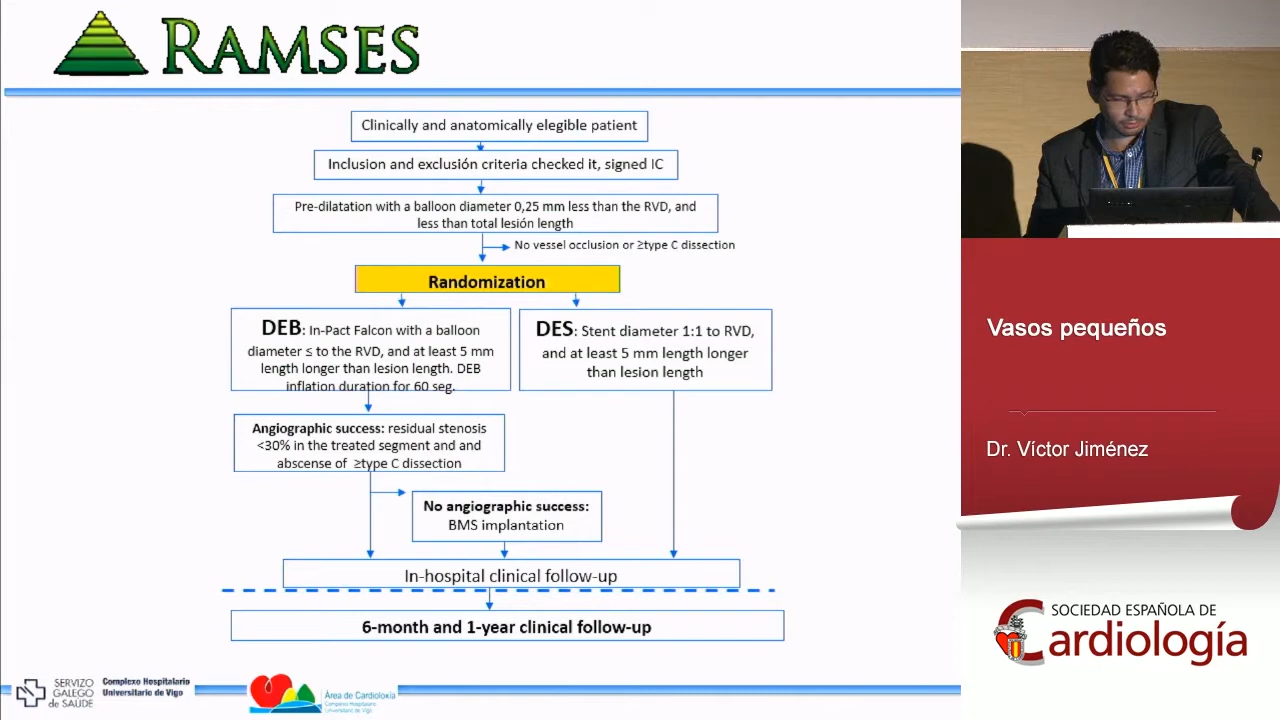 RAMSES
Clinically and anatomically elegible patient
Inclusion and exclusión criteria checked it, signed IC
Pre-dilatation with a balloon diameter 0,25 mm less than the RVD, and
less than total lesión length
No vessel occlusion or ≥type C dissection
Randomization
DEB: In-Pact Falcon with a balloon
diameter ≤ to the RVD, and at least 5 mm
length longer than lesion length. DEB
inflation duration for 60 seg.
DES: Stent diameter 1:1 to RVD,
and at least 5 mm length longer
than lesion length
Angiographic success: residual stenosis
<30% in the treated segment and and
abscense of ≥type C dissection
No angiographic success:
BMS implantation
In-hospital clinical follow-up
6-month and 1-year clinical follow-up
SERVIZO
GALEGO
de SAÚDE
Complexo Hospitalario
Universitario de Vigo
Área de Cardioloxía
Complexo Hospitalario
Universitario de Vigo
Vasos pequeños
Dr. Víctor Jiménez
SOCIEDAD ESPAÑOLA DE
Cardiología